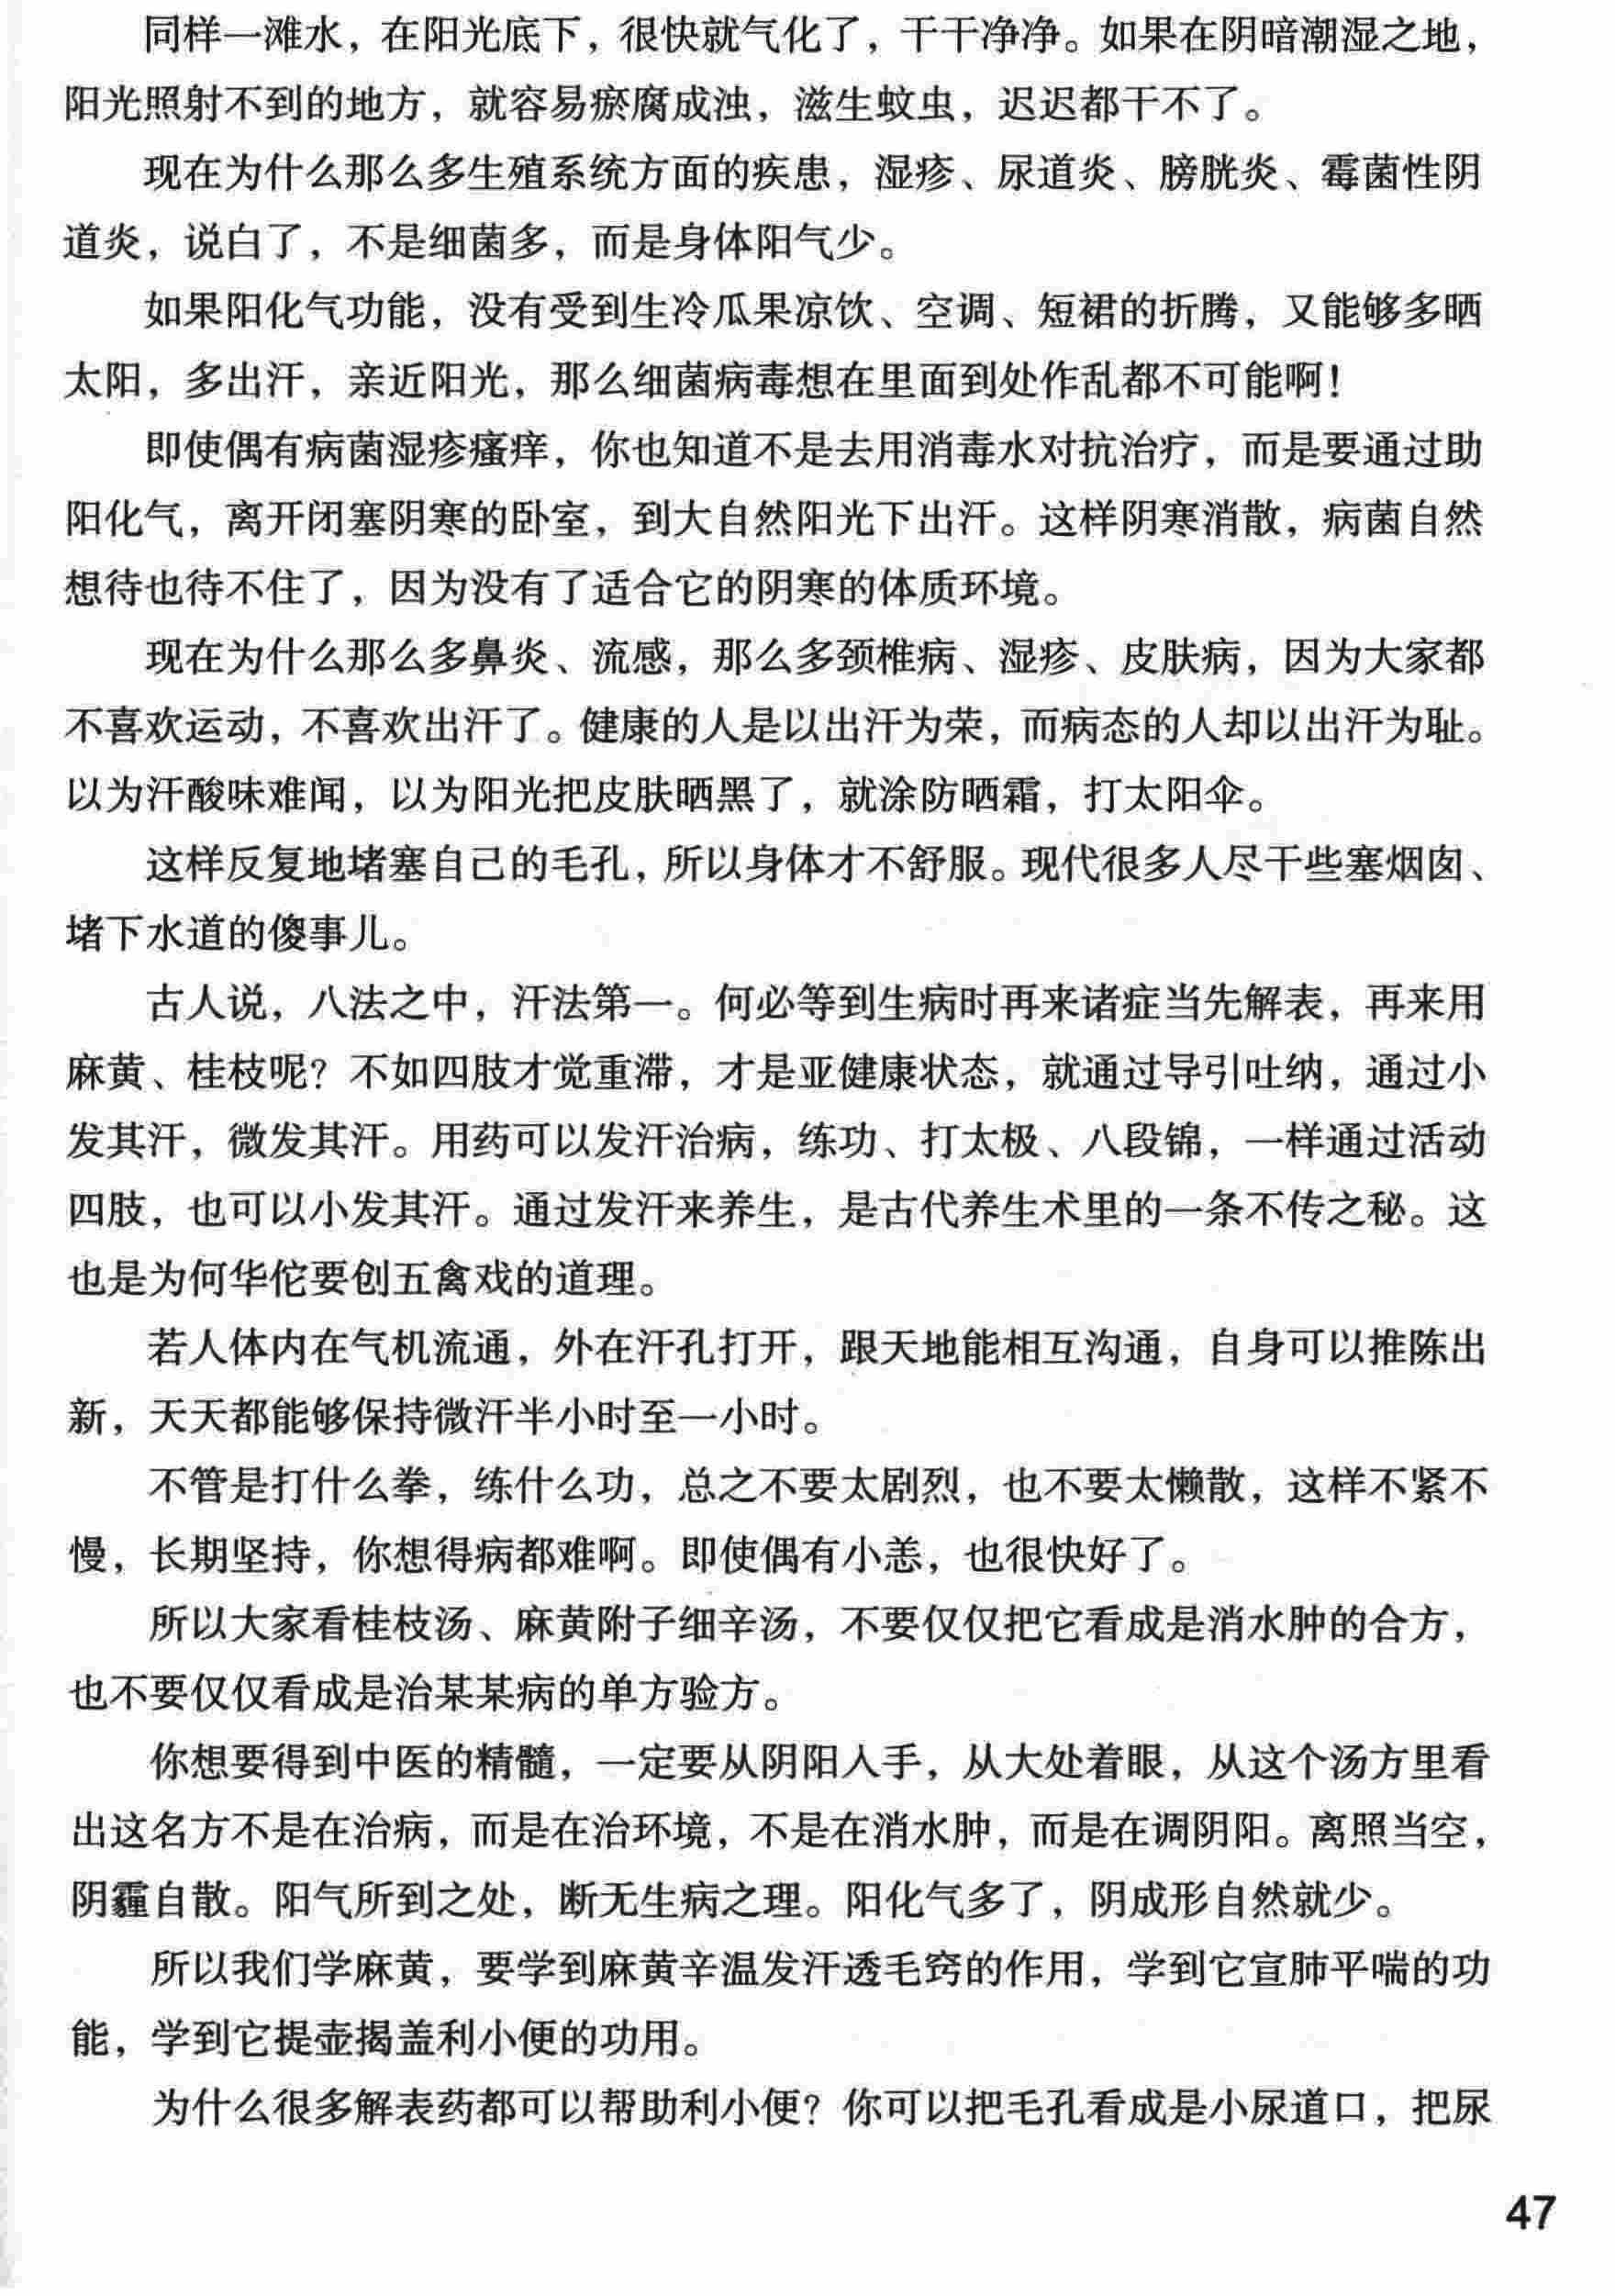 同样一滩水，在阳光底下，很快就气化了，干干净净。如果在阴暗潮湿之地，
阳光照射不到的地方，就容易瘀腐成浊，滋生蚊虫，迟迟都干不了。
现在为什么那么多生殖系统方面的疾患，湿疹、尿道炎、膀胱炎、霉菌性阴
道炎，说白了，不是细菌多，而是身体阳气少。
如果阳化气功能，没有受到生冷瓜果凉饮、空调、短裙的折腾，又能够多晒
太阳，多出汗，亲近阳光，那么细菌病毒想在里面到处作乱都不可能啊！
即使偶有病菌湿疹瘙痒，你也知道不是去用消毒水对抗治疗，而是要通过助
阳化气，离开闭塞阴寒的卧室，到大自然阳光下出汗。这样阴寒消散，病菌自然
想待也待不住了，因为没有了适合它的阴寒的体质环境。
现在为什么那么多鼻炎、流感，那么多颈椎病、湿疹、皮肤病，因为大家都
不喜欢运动，不喜欢出汗了。健康的人是以出汗为荣，而病态的人却以出汗为耻。
以为汗酸味难闻，以为阳光把皮肤晒黑了，就涂防晒霜，打太阳伞。
这样反复地堵塞自己的毛孔，所以身体才不舒服。现代很多人尽干些塞烟囱、
堵下水道的傻事儿。
古人说，八法之中，汗法第一。何必等到生病时再来诸症当先解表，再来用
麻黄、桂枝呢？不如四肢才觉重滞，才是亚健康状态，就通过导引吐纳，通过小
发其汗，微发其汗。用药可以发汗治病，练功、打太极、八段锦，一样通过活动
四肢，也可以小发其汗。通过发汗来养生，是古代养生术里的一条不传之秘。这
也是为何华佗要创五禽戏的道理。
若人体内在气机流通，外在汗孔打开，跟天地能相互沟通，自身可以推陈出
新，天天都能够保持微汗半小时至一小时。
不管是打什么拳，练什么功，总之不要太剧烈，也不要太懒散，这样不紧不
慢，长期坚持，你想得病都难啊。即使偶有小恙，也很快好了。
所以大家看桂枝汤、麻黄附子细辛汤，不要仅仅把它看成是消水肿的合方，
也不要仅仅看成是治某某病的单方验方。
你想要得到中医的精髓，一定要从阴阳入手，从大处着眼，从这个汤方里看
出这名方不是在治病，而是在治环境，不是在消水肿，而是在调阴阳。离照当空，
阴霾自散。阳气所到之处，断无生病之理。阳化气多了，阴成形自然就少。
所以我们学麻黄，要学到麻黄辛温发汗透毛窍的作用，学到它宣肺平喘的功
能，学到它提壶揭盖利小便的功用。
为什么很多解表药都可以帮助利小便？你可以把毛孔看成是小尿道口，把尿
47